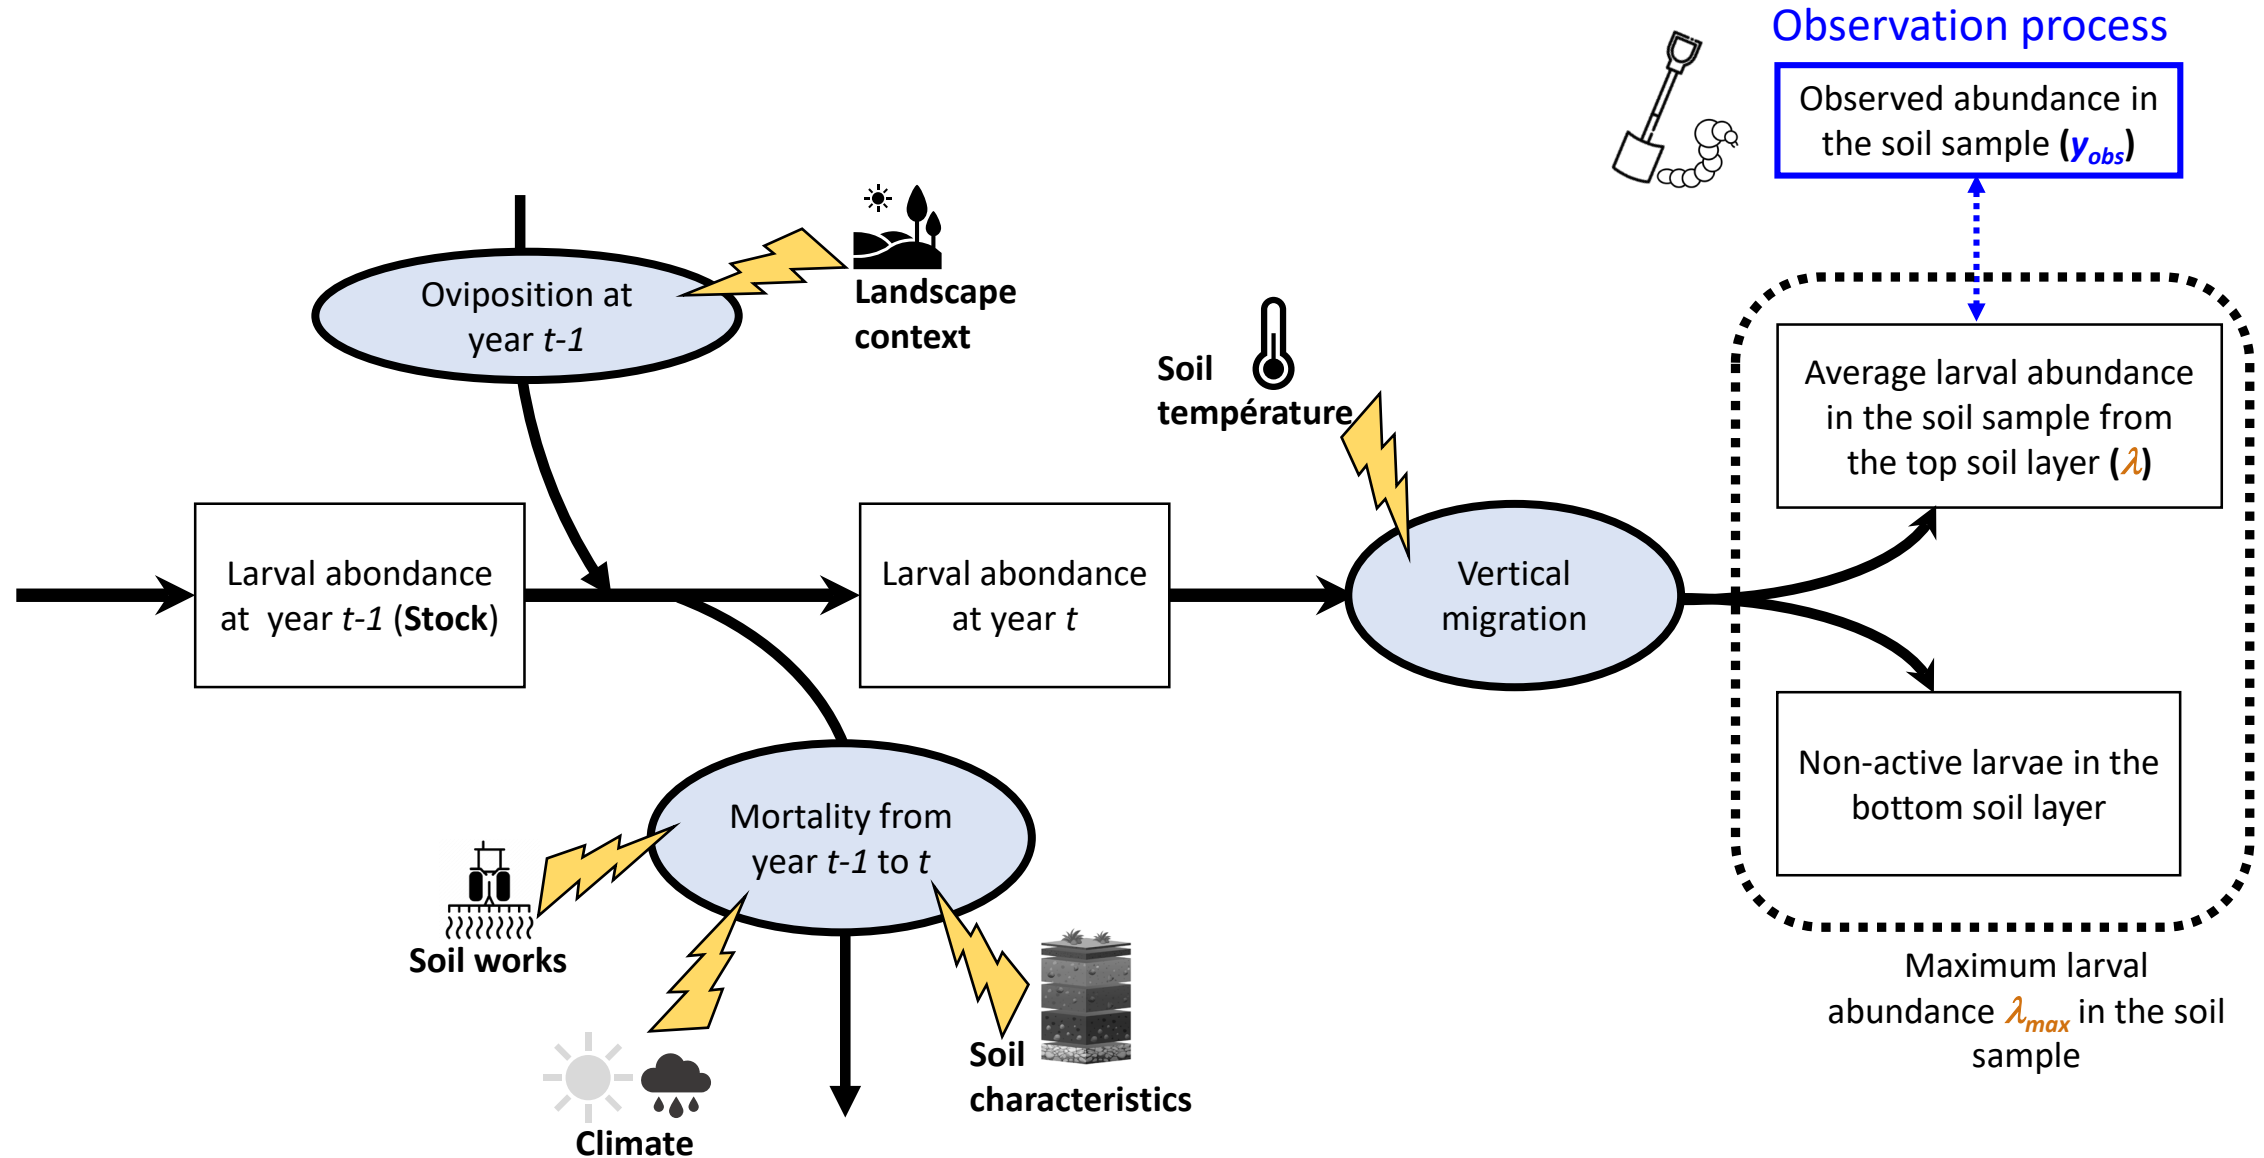 Observation process
Observed abundance in
the soil sample (yobs)
Oviposition at
year t-1
Landscape
context
Soil
température
Average larval abundance
in the soil sample from
the top soil layer (λ)
Larval abondance
at year t-1 (Stock)
Larval abondance
at year t
Vertical
migration
Non-active larvae in the
bottom soil layer
Mortality from
year t-1 to t
Soil works
Climate
Soil
characteristics
Maximum larval
abundance λmax in the soil
sample